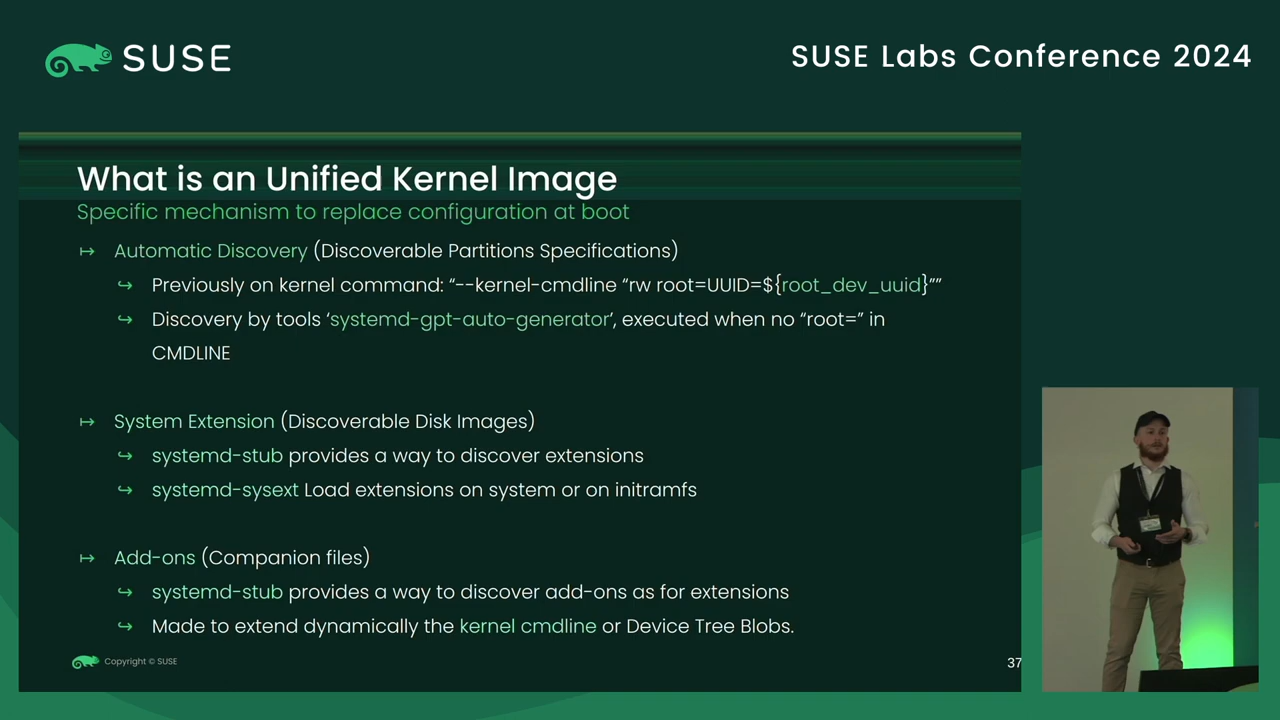 SUSE
SUSE Labs Conference 2024
What is an Unified Kernel Image
Specific mechanism to replace configuration at boot
↦ Automatic Discovery (Discoverable Partitions Specifications)
↪ Previously on kernel command: “--kernel-cmdline “rw root=UUID=${root_dev_uuid}””
↪ Discovery by tools ‘systemd-gpt-auto-generator’, executed when no “root=” in
CMDLINE
↦ System Extension (Discoverable Disk Images)
↪ systemd-stub provides a way to discover extensions
↪ systemd-sysext Load extensions on system or on initramfs
↦ Add-ons (Companion files)
↪ systemd-stub provides a way to discover add-ons as for extensions
↪ Made to extend dynamically the kernel cmdline or Device Tree Blobs.
Copyright © SUSE
37